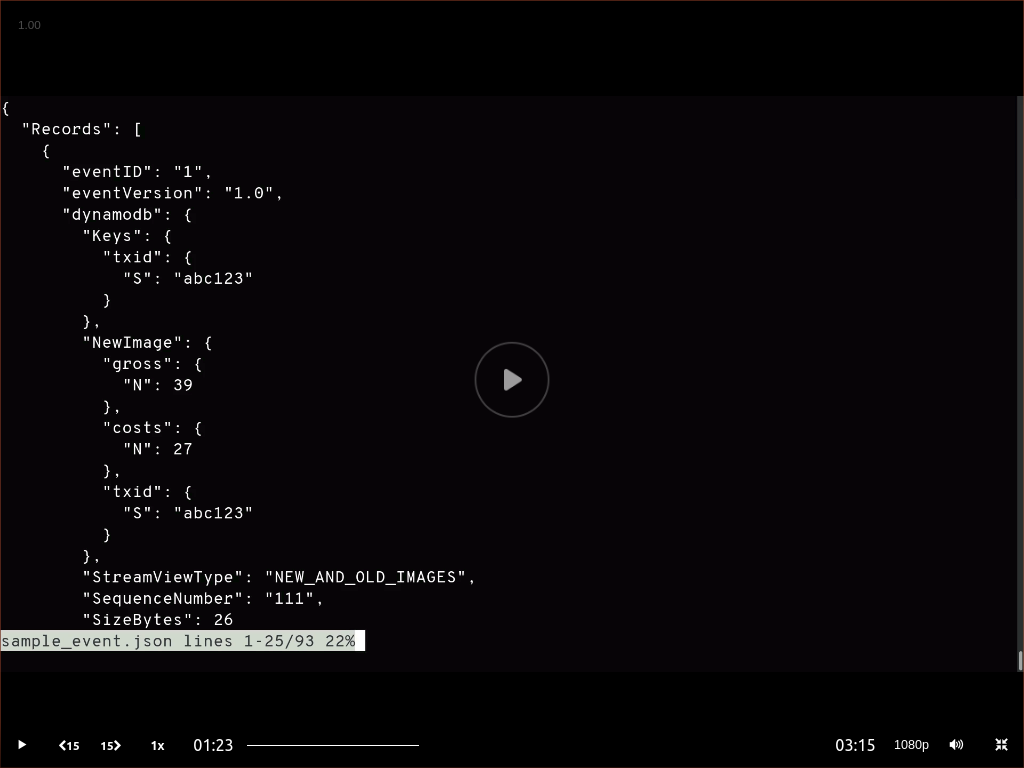 1.00
{
  "Records": [
    {
      "eventID": "1",
      "eventVersion": "1.0",
      "dynamodb": {
        "Keys": {
          "txid": {
            "S": "abc123"
          }
        },
        "NewImage": {
          "gross": {
            "N": 39
          },
          "costs": {
            "N": 27
          },
          "txid": {
            "S": "abc123"
          }
        },
        "StreamViewType": "NEW_AND_OLD_IMAGES",
        "SequenceNumber": "111",
        "SizeBytes": 26
sample_event.json lines 1-25/93 22%
15 15 1x 01:23 03:15 1080p